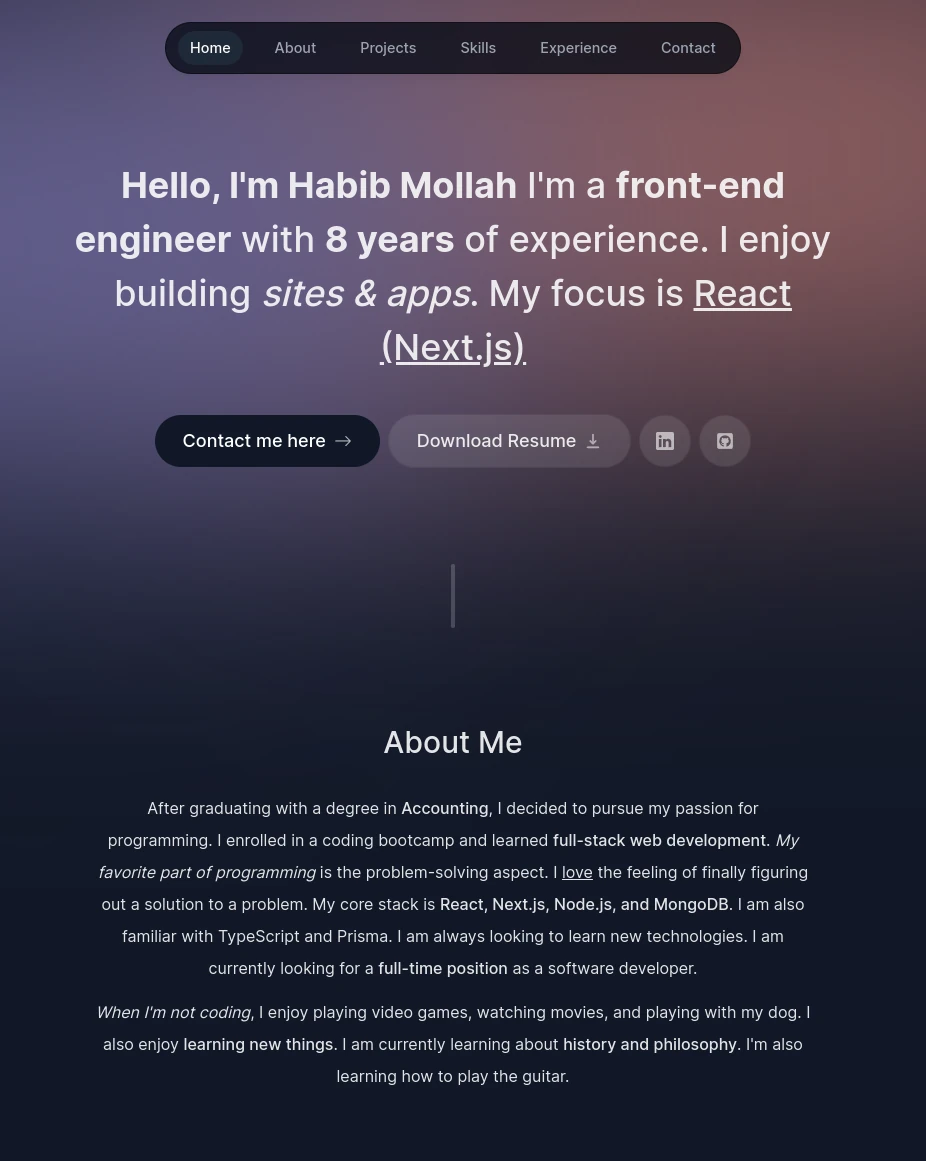 Home About Projects Skills Experience Contact
Hello, I'm Habib Mollah I'm a front-end
engineer with 8 years of experience. I enjoy
building sites & apps. My focus is React
(Next.js)
Contact me here Download Resume
About Me
After graduating with a degree in Accounting, I decided to pursue my passion for
programming. I enrolled in a coding bootcamp and learned full-stack web development. My
favorite part of programming is the problem-solving aspect. I love the feeling of finally figuring
out a solution to a problem. My core stack is React, Next.js, Node.js, and MongoDB. I am also
familiar with TypeScript and Prisma. I am always looking to learn new technologies. I am
currently looking for a full-time position as a software developer.
When I'm not coding, I enjoy playing video games, watching movies, and playing with my dog. I
also enjoy learning new things. I am currently learning about history and philosophy. I'm also
learning how to play the guitar.